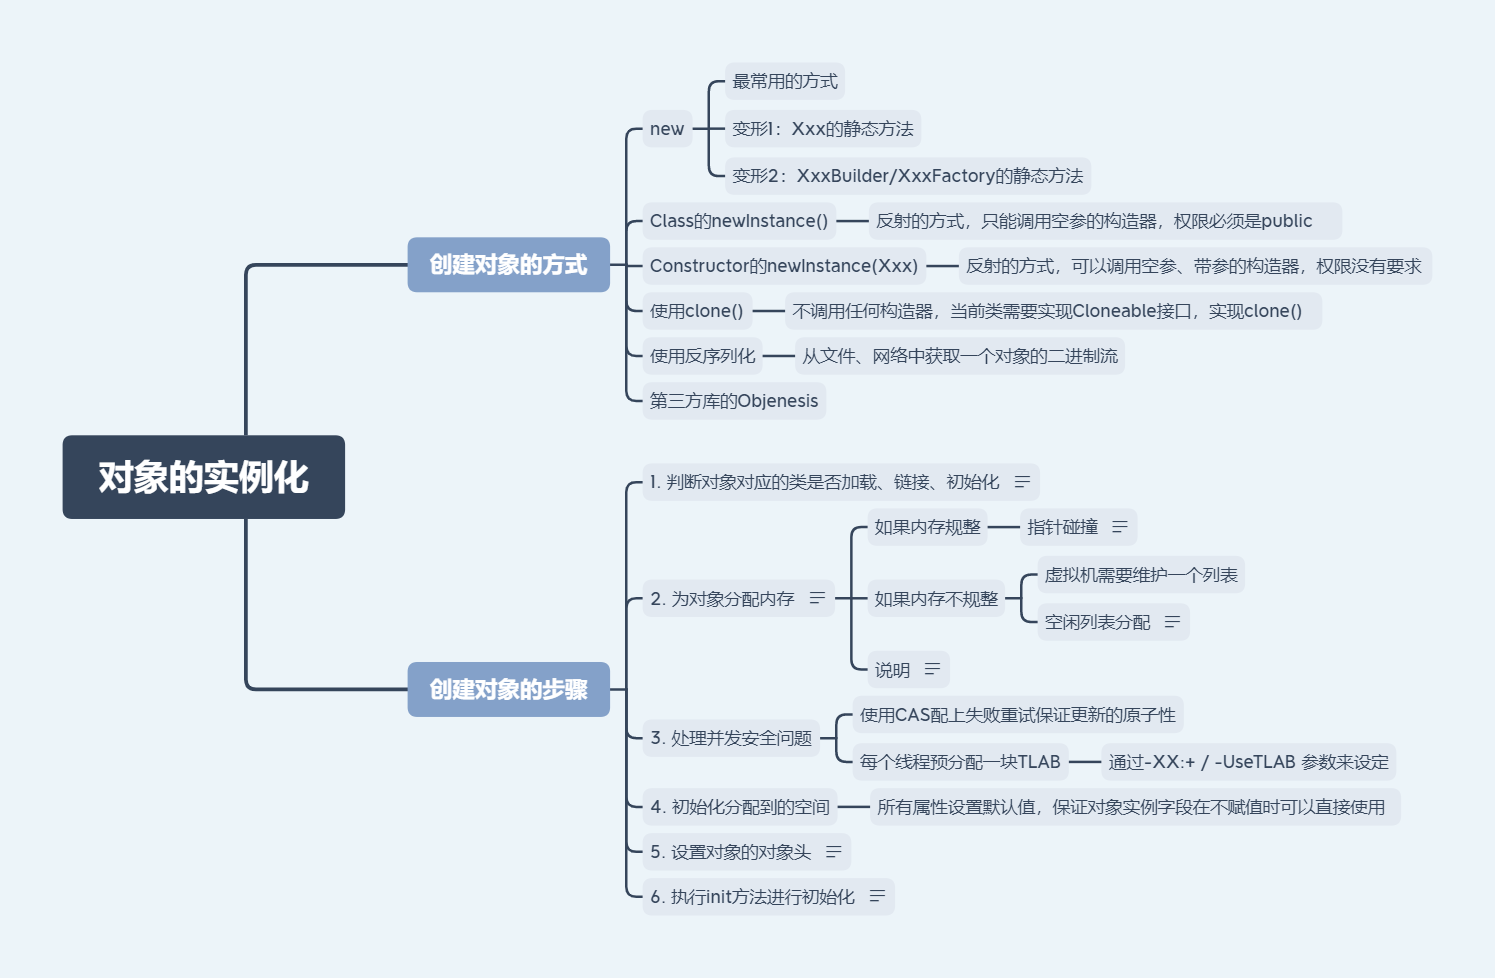 对象的实例化
创建对象的方式
new
最常用的方式
变形1：Xxx的静态方法
变形2：XxxBuilder/XxxFactory的静态方法
Class的newInstance()
反射的方式，只能调用空参的构造器，权限必须是public
Constructor的newInstance(Xxx)
反射的方式，可以调用空参、带参的构造器，权限没有要求
使用clone()
不调用任何构造器，当前类需要实现Cloneable接口，实现clone()
使用反序列化
从文件、网络中获取一个对象的二进制流
第三方库的Objenesis
创建对象的步骤
1. 判断对象对应的类是否加载、链接、初始化
2. 为对象分配内存
如果内存规整
指针碰撞
如果内存不规整
虚拟机需要维护一个列表
空闲列表分配
说明
3. 处理并发安全问题
使用CAS配上失败重试保证更新的原子性
每个线程预分配一块TLAB
通过-XX:+ / -UseTLAB 参数来设定
4. 初始化分配到的空间
所有属性设置默认值，保证对象实例字段在不赋值时可以直接使用
5. 设置对象的对象头
6. 执行init方法进行初始化